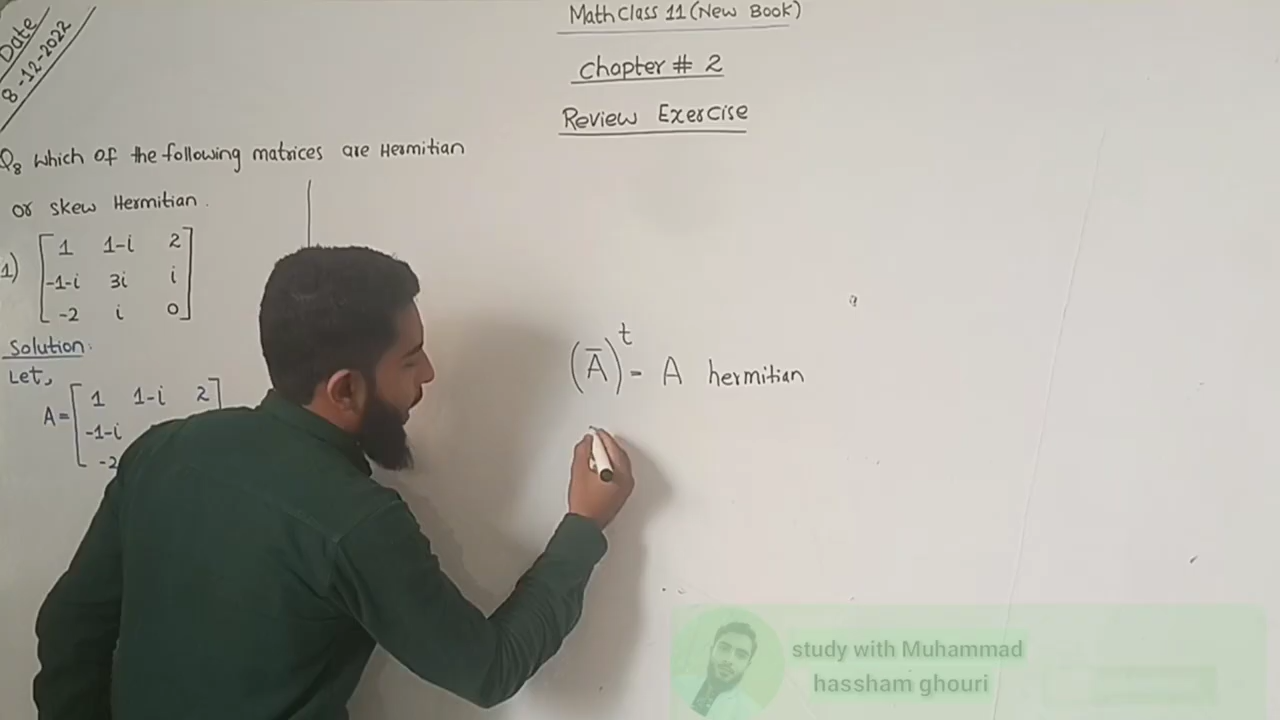 Date
8-12-2022
Math Class 11 (New Book)
Chapter # 2
Review Exercise
Q8 which of the following matrices are Hermitian
or skew Hermitian.
1) [1 1-i 2
-1-i 3i i
-2 i 0]
Solution:
Let,
A = [1 1-i 2]
-1-i
-2
(Ā)^t = A hermitian
study with Muhammad
hassham ghouri